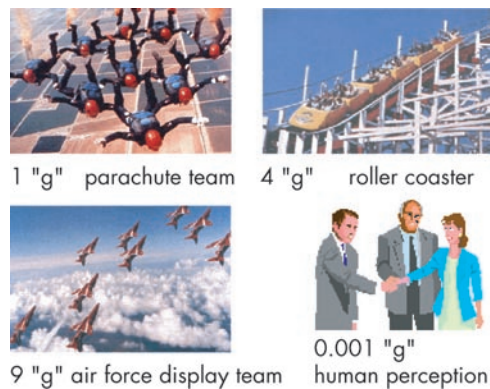 1 "g" parachute team
4 "g" roller coaster
9 "g" air force display team
0.001 "g"
human perception